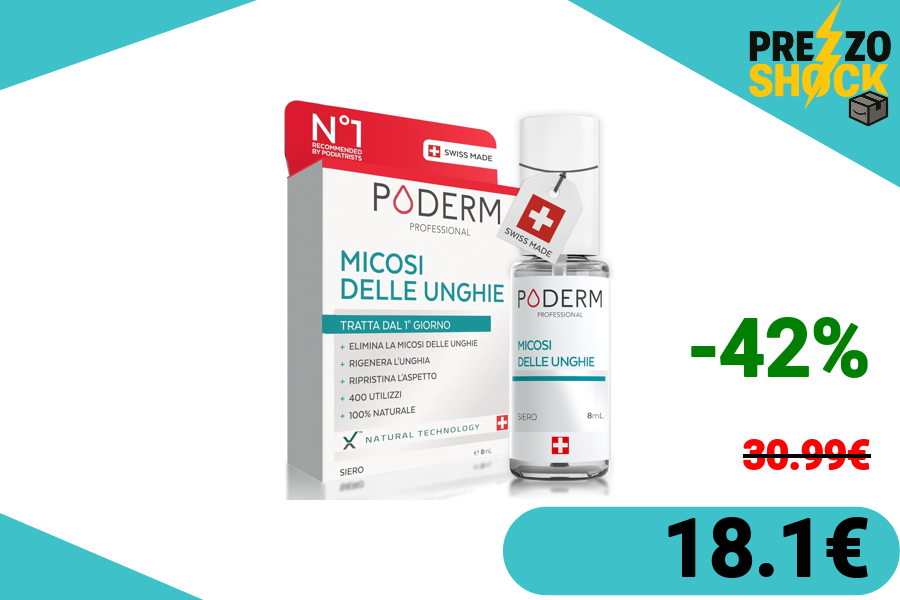 PREZZO
SHOCK
N°1
RECOMMENDED
BY PODIATRISTS
SWISS MADE
PODERM
PROFESSIONAL
MICOSI
DELLE UNGHIE
TRATTA DAL 1° GIORNO
+ ELIMINA LA MICOSI DELLE UNGHIE
+ RIGENERA L'UNGHIA
+ RIPRISTINA L'ASPETTO
+ 400 UTILIZZI
+ 100% NATURALE
X™ NATURAL TECHNOLOGY
SIERO
℮ 8mL
SWISS MADE
PODERM
PROFESSIONAL
MICOSI
DELLE UNGHIE
SIERO
8mL
-42%
30.99€
18.1€